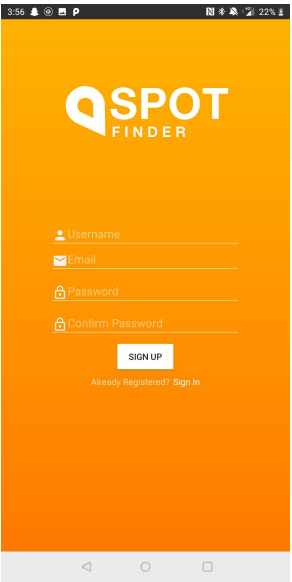 3:56 22%
SPOT
FINDER
Username
Email
Password
Confirm Password
SIGN UP
Already Registered? Sign In